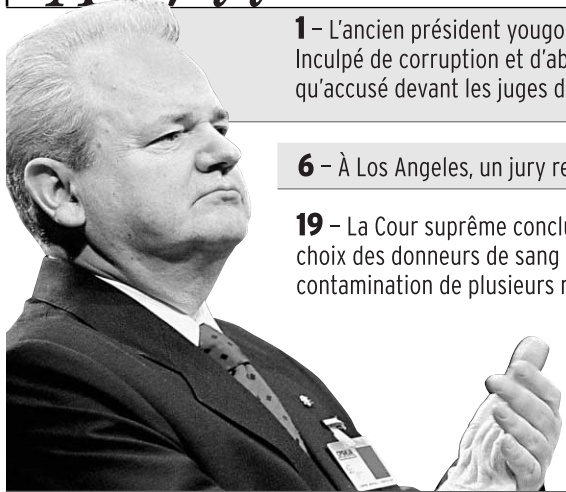 1 – L'ancien président yougo
Inculpé de corruption et d'ab
qu'accusé devant les juges d
6 – À Los Angeles, un jury re
19 – La Cour suprême conclu
choix des donneurs de sang
contamination de plusieurs